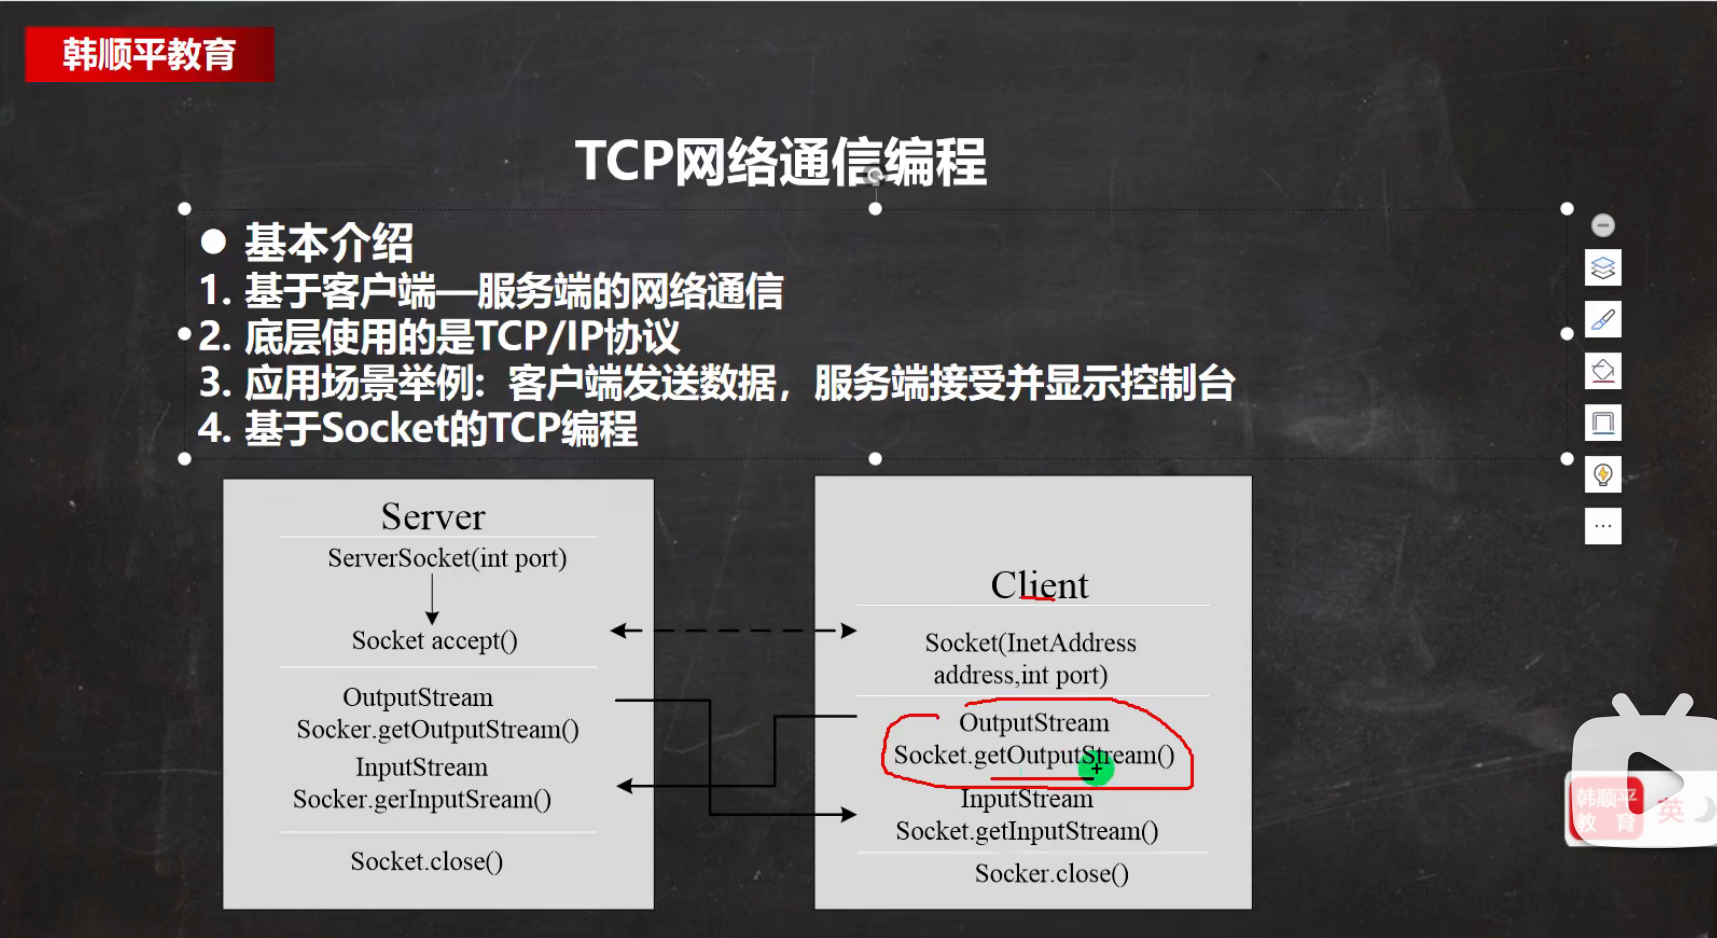 韩顺平教育
TCP网络通信编程
● 基本介绍
1. 基于客户端—服务端的网络通信
2. 底层使用的是TCP/IP协议
3. 应用场景举例: 客户端发送数据，服务端接受并显示控制台
4. 基于Socket的TCP编程
Server
ServerSocket(int port)
Socket accept()
OutputStream
Socker.getOutputStream()
InputStream
Socker.gerInputSream()
Socket.close()
Client
Socket(InetAddress
address,int port)
OutputStream
Socket.getOutputStream()
InputStream
Socket.getInputStream()
Socker.close()
韩顺平
教 育
英